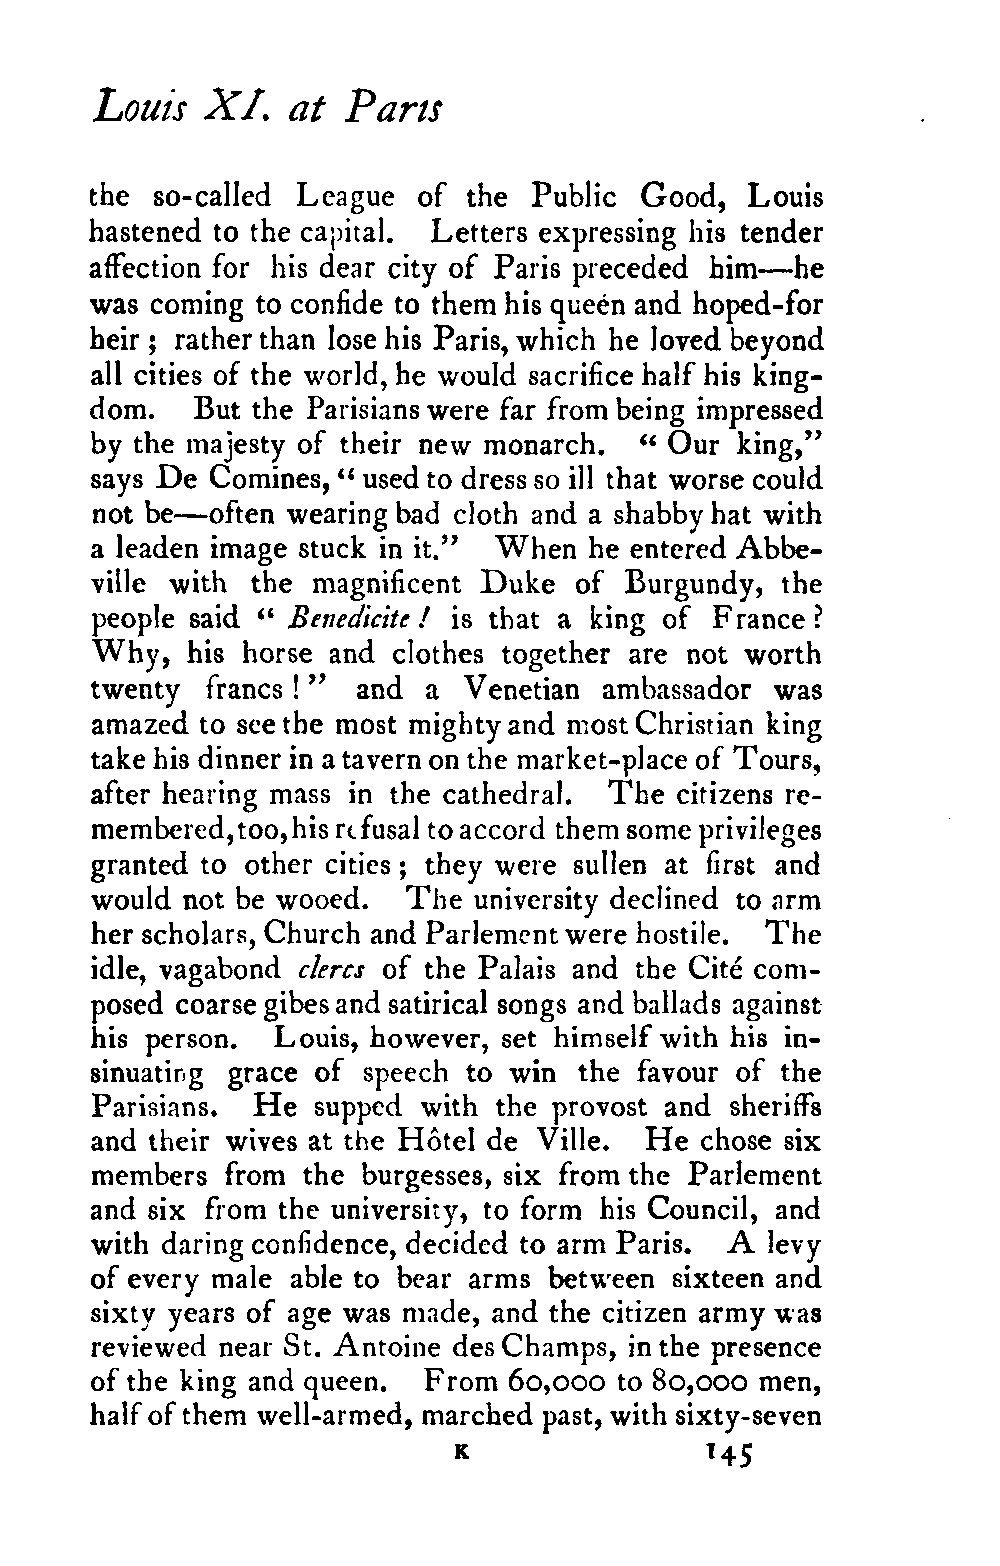 Louis XI. at Paris
the so-called League of the Public Good, Louis
hastened to the capital. Letters expressing his tender
affection for his dear city of Paris preceded him—he
was coming to confide to them his queen and hoped-for
heir ; rather than lose his Paris, which he loved beyond
all cities of the world, he would sacrifice half his king-
dom. But the Parisians were far from being impressed
by the majesty of their new monarch. “ Our king,”
says De Comines, “ used to dress so ill that worse could
not be—often wearing bad cloth and a shabby hat with
a leaden image stuck in it.” When he entered Abbe-
ville with the magnificent Duke of Burgundy, the
people said “ Benedicite ! is that a king of France ?
Why, his horse and clothes together are not worth
twenty francs ! ” and a Venetian ambassador was
amazed to see the most mighty and most Christian king
take his dinner in a tavern on the market-place of Tours,
after hearing mass in the cathedral. The citizens re-
membered, too, his refusal to accord them some privileges
granted to other cities ; they were sullen at first and
would not be wooed. The university declined to arm
her scholars, Church and Parlement were hostile. The
idle, vagabond clercs of the Palais and the Cité com-
posed coarse gibes and satirical songs and ballads against
his person. Louis, however, set himself with his in-
sinuating grace of speech to win the favour of the
Parisians. He supped with the provost and sheriffs
and their wives at the Hôtel de Ville. He chose six
members from the burgesses, six from the Parlement
and six from the university, to form his Council, and
with daring confidence, decided to arm Paris. A levy
of every male able to bear arms between sixteen and
sixty years of age was made, and the citizen army was
reviewed near St. Antoine des Champs, in the presence
of the king and queen. From 60,000 to 80,000 men,
half of them well-armed, marched past, with sixty-seven
K 145